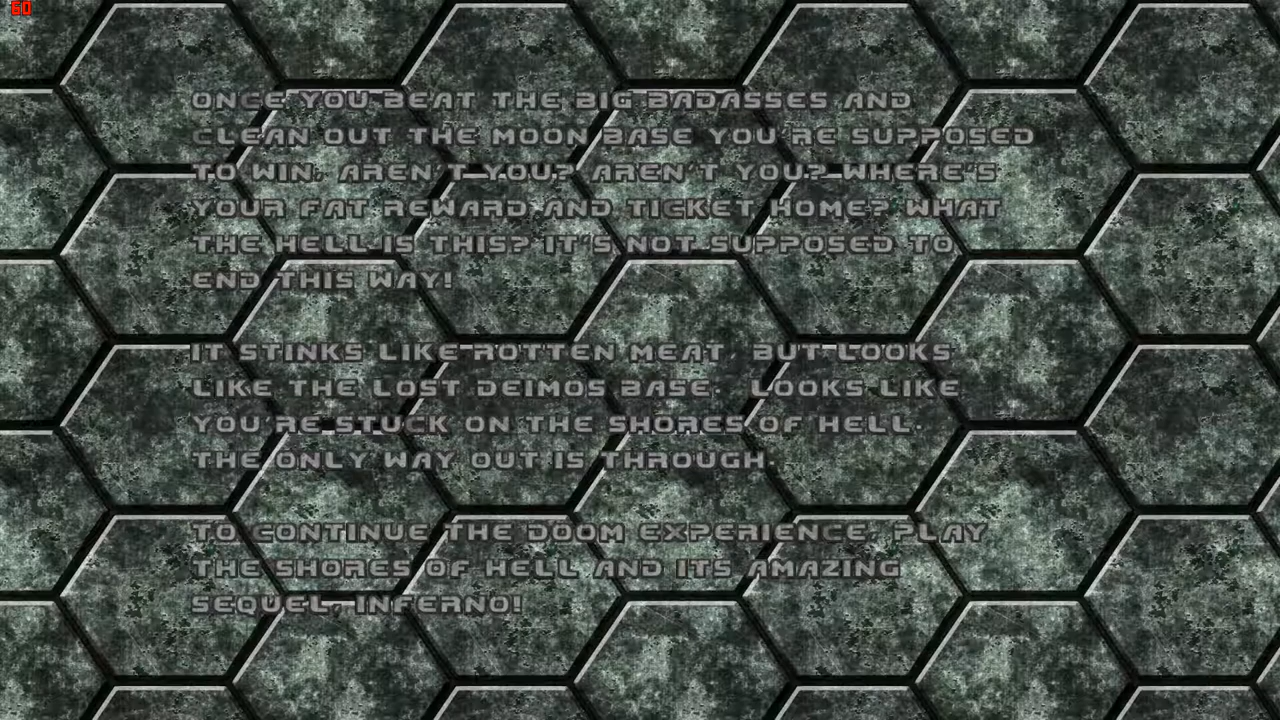 60
ONCE YOU BEAT THE BIG BADASSES AND
CLEAN OUT THE MOON BASE YOU'RE SUPPOSED
TO WIN, AREN'T YOU? AREN'T YOU? WHERE'S
YOUR FAT REWARD AND TICKET HOME? WHAT
THE HELL IS THIS? IT'S NOT SUPPOSED TO
END THIS WAY!
IT STINKS LIKE ROTTEN MEAT, BUT LOOKS
LIKE THE LOST DEIMOS BASE. LOOKS LIKE
YOU'RE STUCK ON THE SHORES OF HELL.
THE ONLY WAY OUT IS THROUGH.
TO CONTINUE THE DOOM EXPERIENCE, PLAY
THE SHORES OF HELL AND ITS AMAZING
SEQUEL, INFERNO!